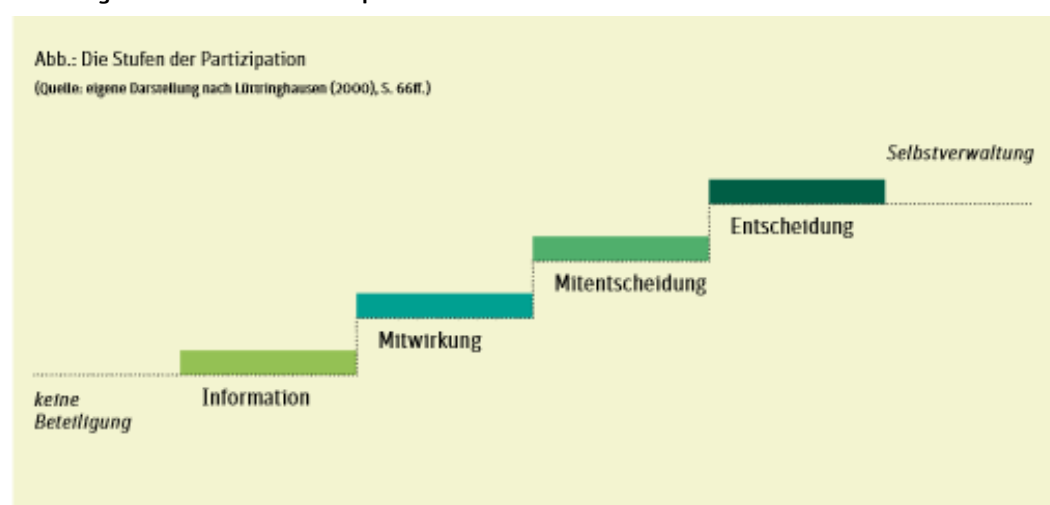 Abb.: Die Stufen der Partizipation
(Quelle: eigene Darstellung nach Lüttringhausen (2000), S. 66ff.)
Selbstverwaltung
Entscheidung
Mitentscheidung
Mitwirkung
Information
keine
Beteiligung